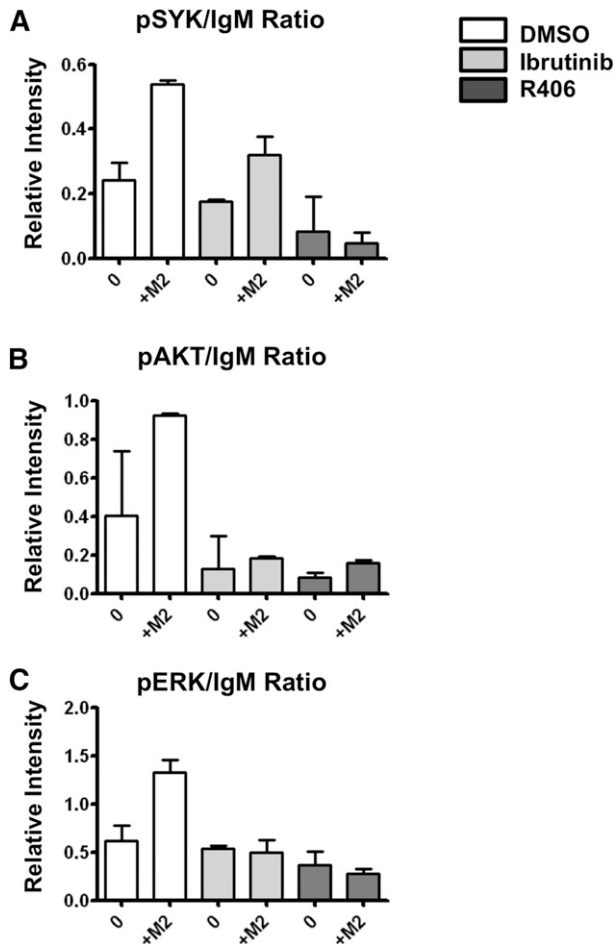 A
pSYK/IgM Ratio
DMSO
Ibrutinib
R406
Relative Intensity
0.6
0.4
0.2
0.0
0 +M2 0 +M2 0 +M2
B
pAKT/IgM Ratio
Relative Intensity
1.0
0.8
0.6
0.4
0.2
0.0
0 +M2 0 +M2 0 +M2
C
pERK/IgM Ratio
Relative Intensity
2.0
1.5
1.0
0.5
0.0
0 +M2 0 +M2 0 +M2